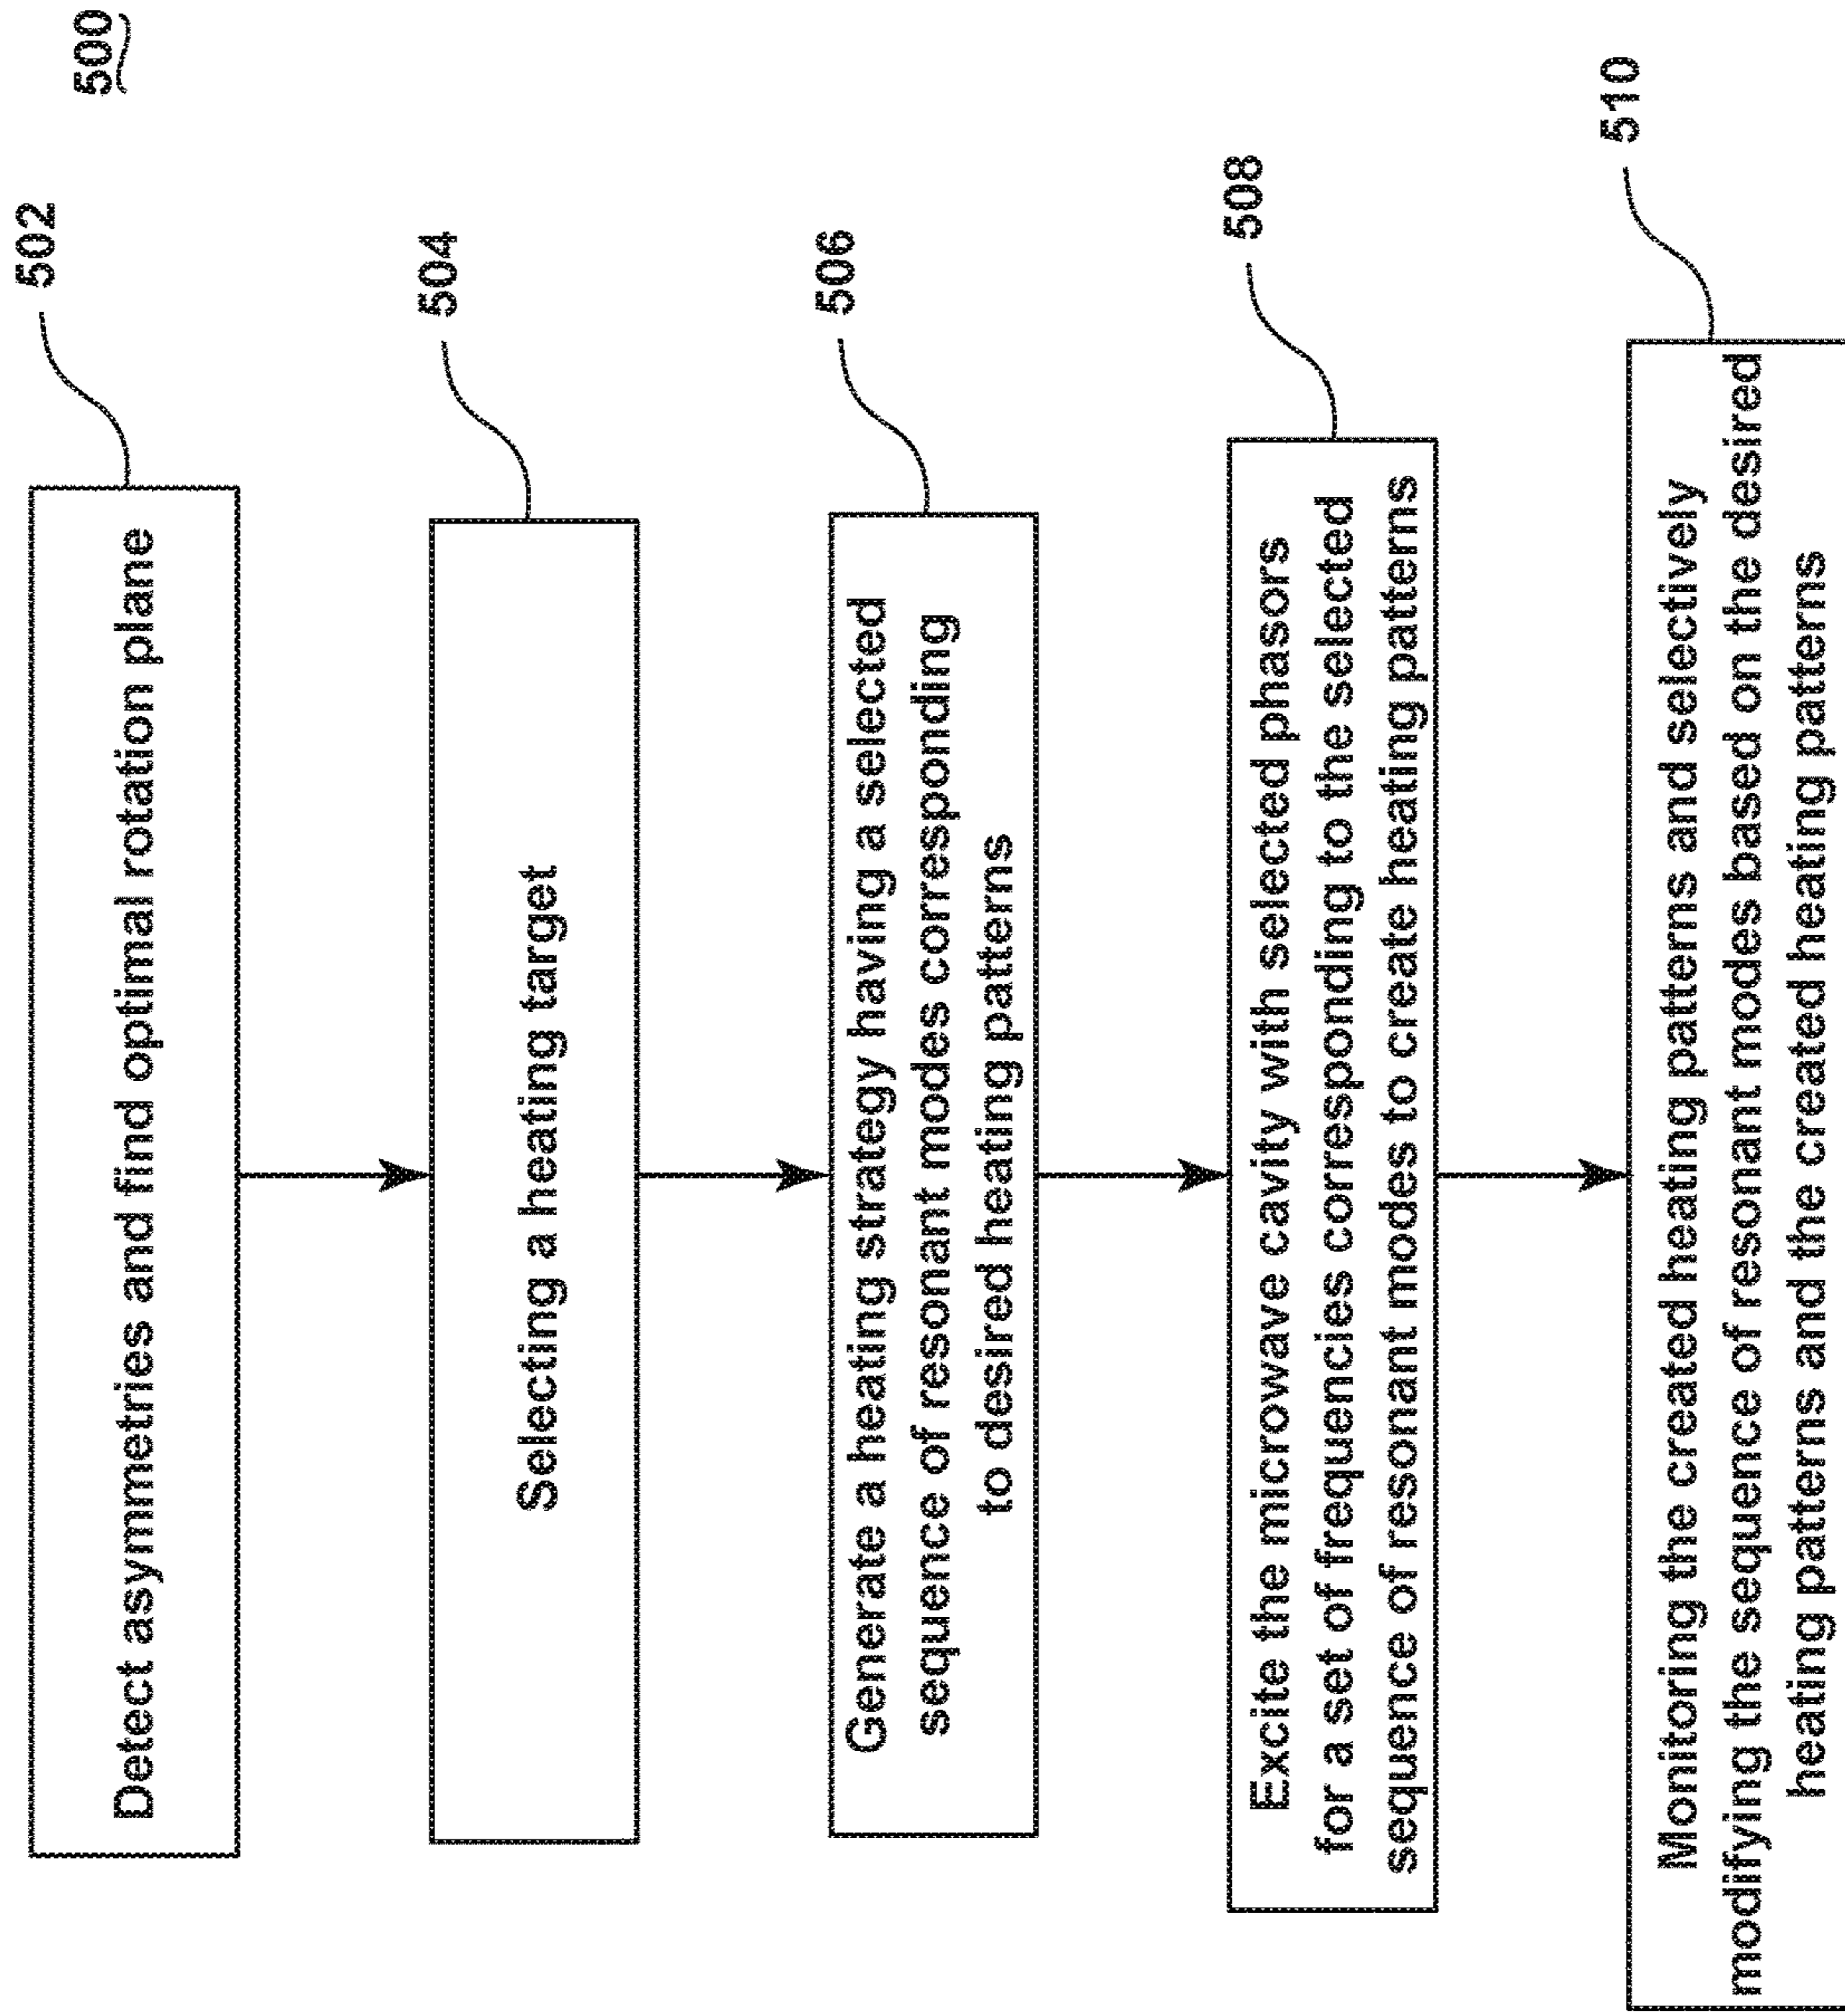 500
502
Detect asymmetries and find optimal rotation plane
504
Selecting a heating target
506
Generate a heating strategy having a selected
sequence of resonant modes corresponding
to desired heating patterns
508
Excite the microwave cavity with selected phasors
for a set of frequencies corresponding to the selected
sequence of resonant modes to create heating patterns
510
Monitoring the created heating patterns and selectively
modifying the sequence of resonant modes based on the desired
heating patterns and the created heating patterns